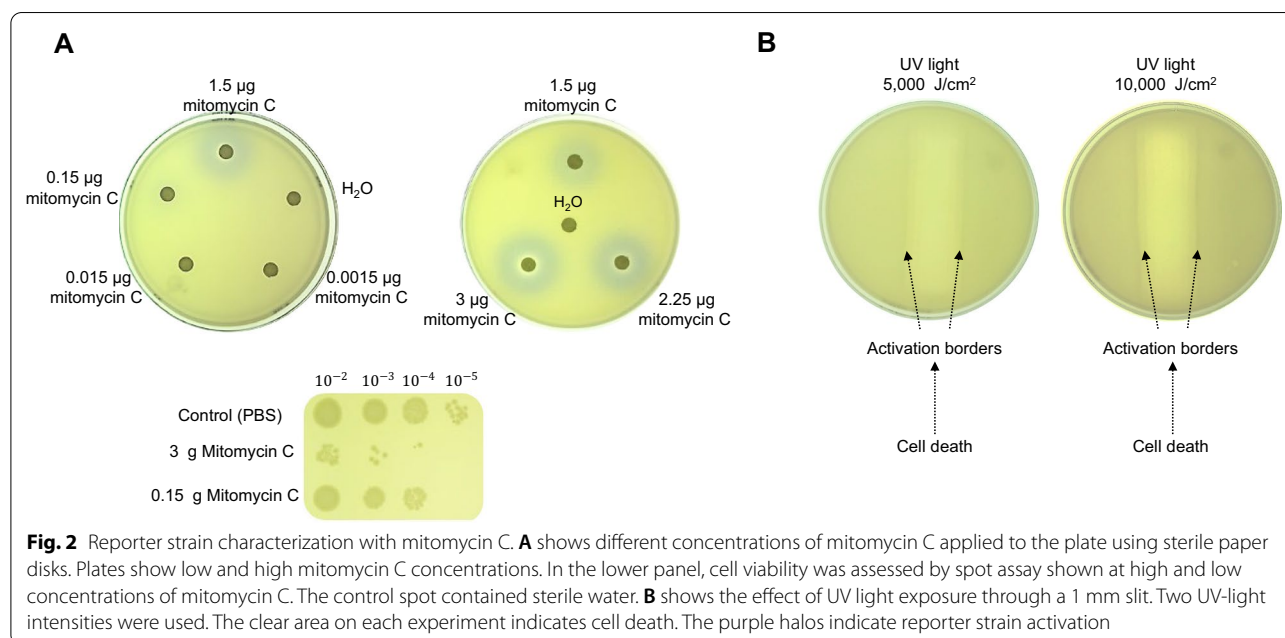 A
1.5 µg
mitomycin C
0.15 µg
mitomycin C
H₂O
0.015 µg
mitomycin C
0.0015 µg
mitomycin C
1.5 µg
mitomycin C
H₂O
3 µg
mitomycin C
2.25 µg
mitomycin C
10⁻² 10⁻³ 10⁻⁴ 10⁻⁵
Control (PBS)
3 g Mitomycin C
0.15 g Mitomycin C
B
UV light
5,000 J/cm²
UV light
10,000 J/cm²
Activation borders
Activation borders
Cell death
Cell death
Fig. 2 Reporter strain characterization with mitomycin C. A shows different concentrations of mitomycin C applied to the plate using sterile paper
disks. Plates show low and high mitomycin C concentrations. In the lower panel, cell viability was assessed by spot assay shown at high and low
concentrations of mitomycin C. The control spot contained sterile water. B shows the effect of UV light exposure through a 1 mm slit. Two UV-light
intensities were used. The clear area on each experiment indicates cell death. The purple halos indicate reporter strain activation